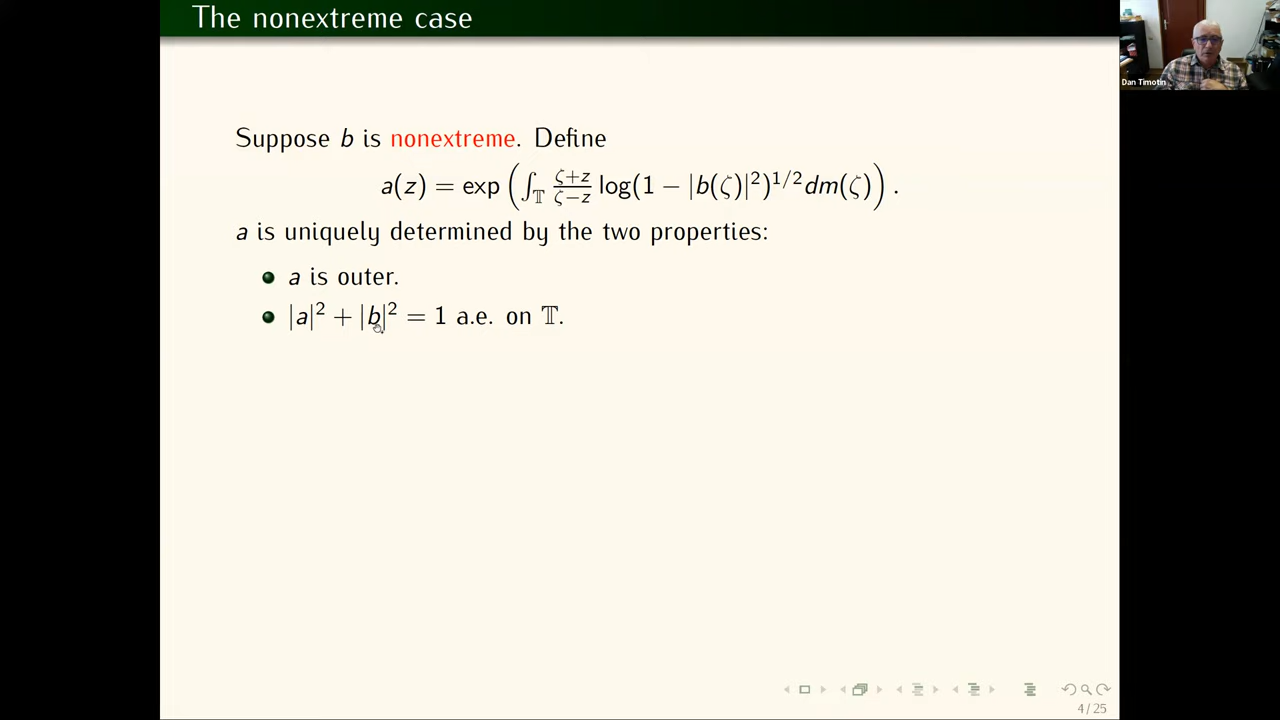 The nonextreme case
Dan Timotin
Suppose b is nonextreme. Define
a(z) = exp ( ∫_𝕋 (ζ+z)/(ζ−z) log(1 − |b(ζ)|²)^{1/2} dm(ζ) ) .
a is uniquely determined by the two properties:
a is outer.
|a|² + |b|² = 1 a.e. on 𝕋.
4 / 25